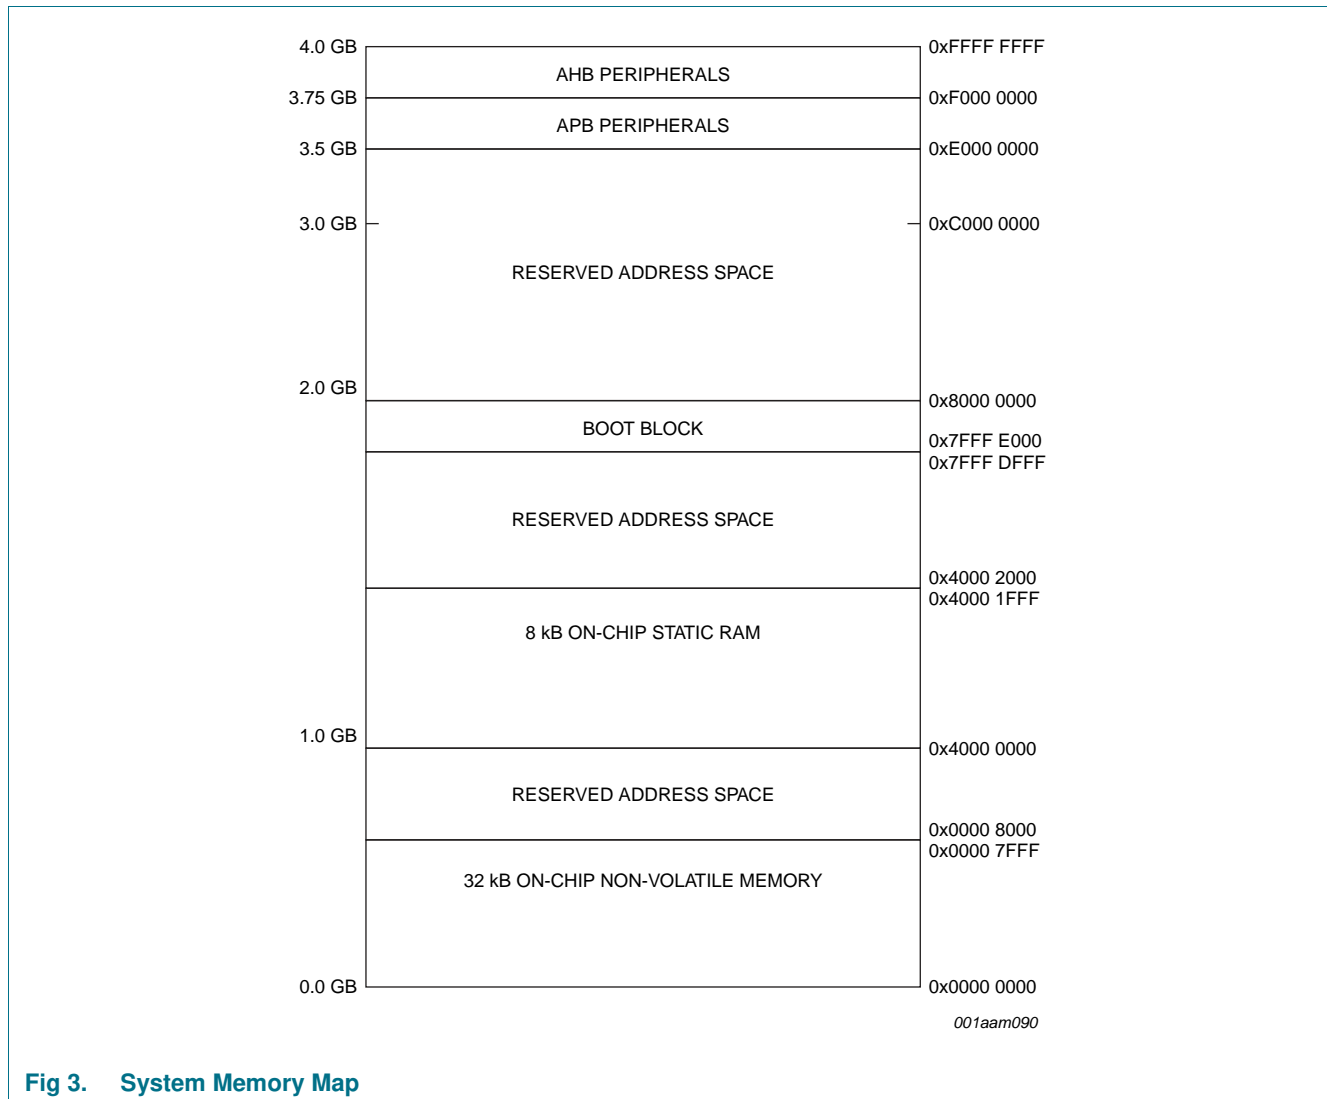 4.0 GB 0xFFFF FFFF
AHB PERIPHERALS
3.75 GB 0xF000 0000
APB PERIPHERALS
3.5 GB 0xE000 0000
3.0 GB 0xC000 0000
RESERVED ADDRESS SPACE
2.0 GB
0x8000 0000
BOOT BLOCK
0x7FFF E000
0x7FFF DFFF
RESERVED ADDRESS SPACE
0x4000 2000
0x4000 1FFF
8 kB ON-CHIP STATIC RAM
1.0 GB
0x4000 0000
RESERVED ADDRESS SPACE
0x0000 8000
0x0000 7FFF
32 kB ON-CHIP NON-VOLATILE MEMORY
0.0 GB 0x0000 0000
001aam090
Fig 3. System Memory Map